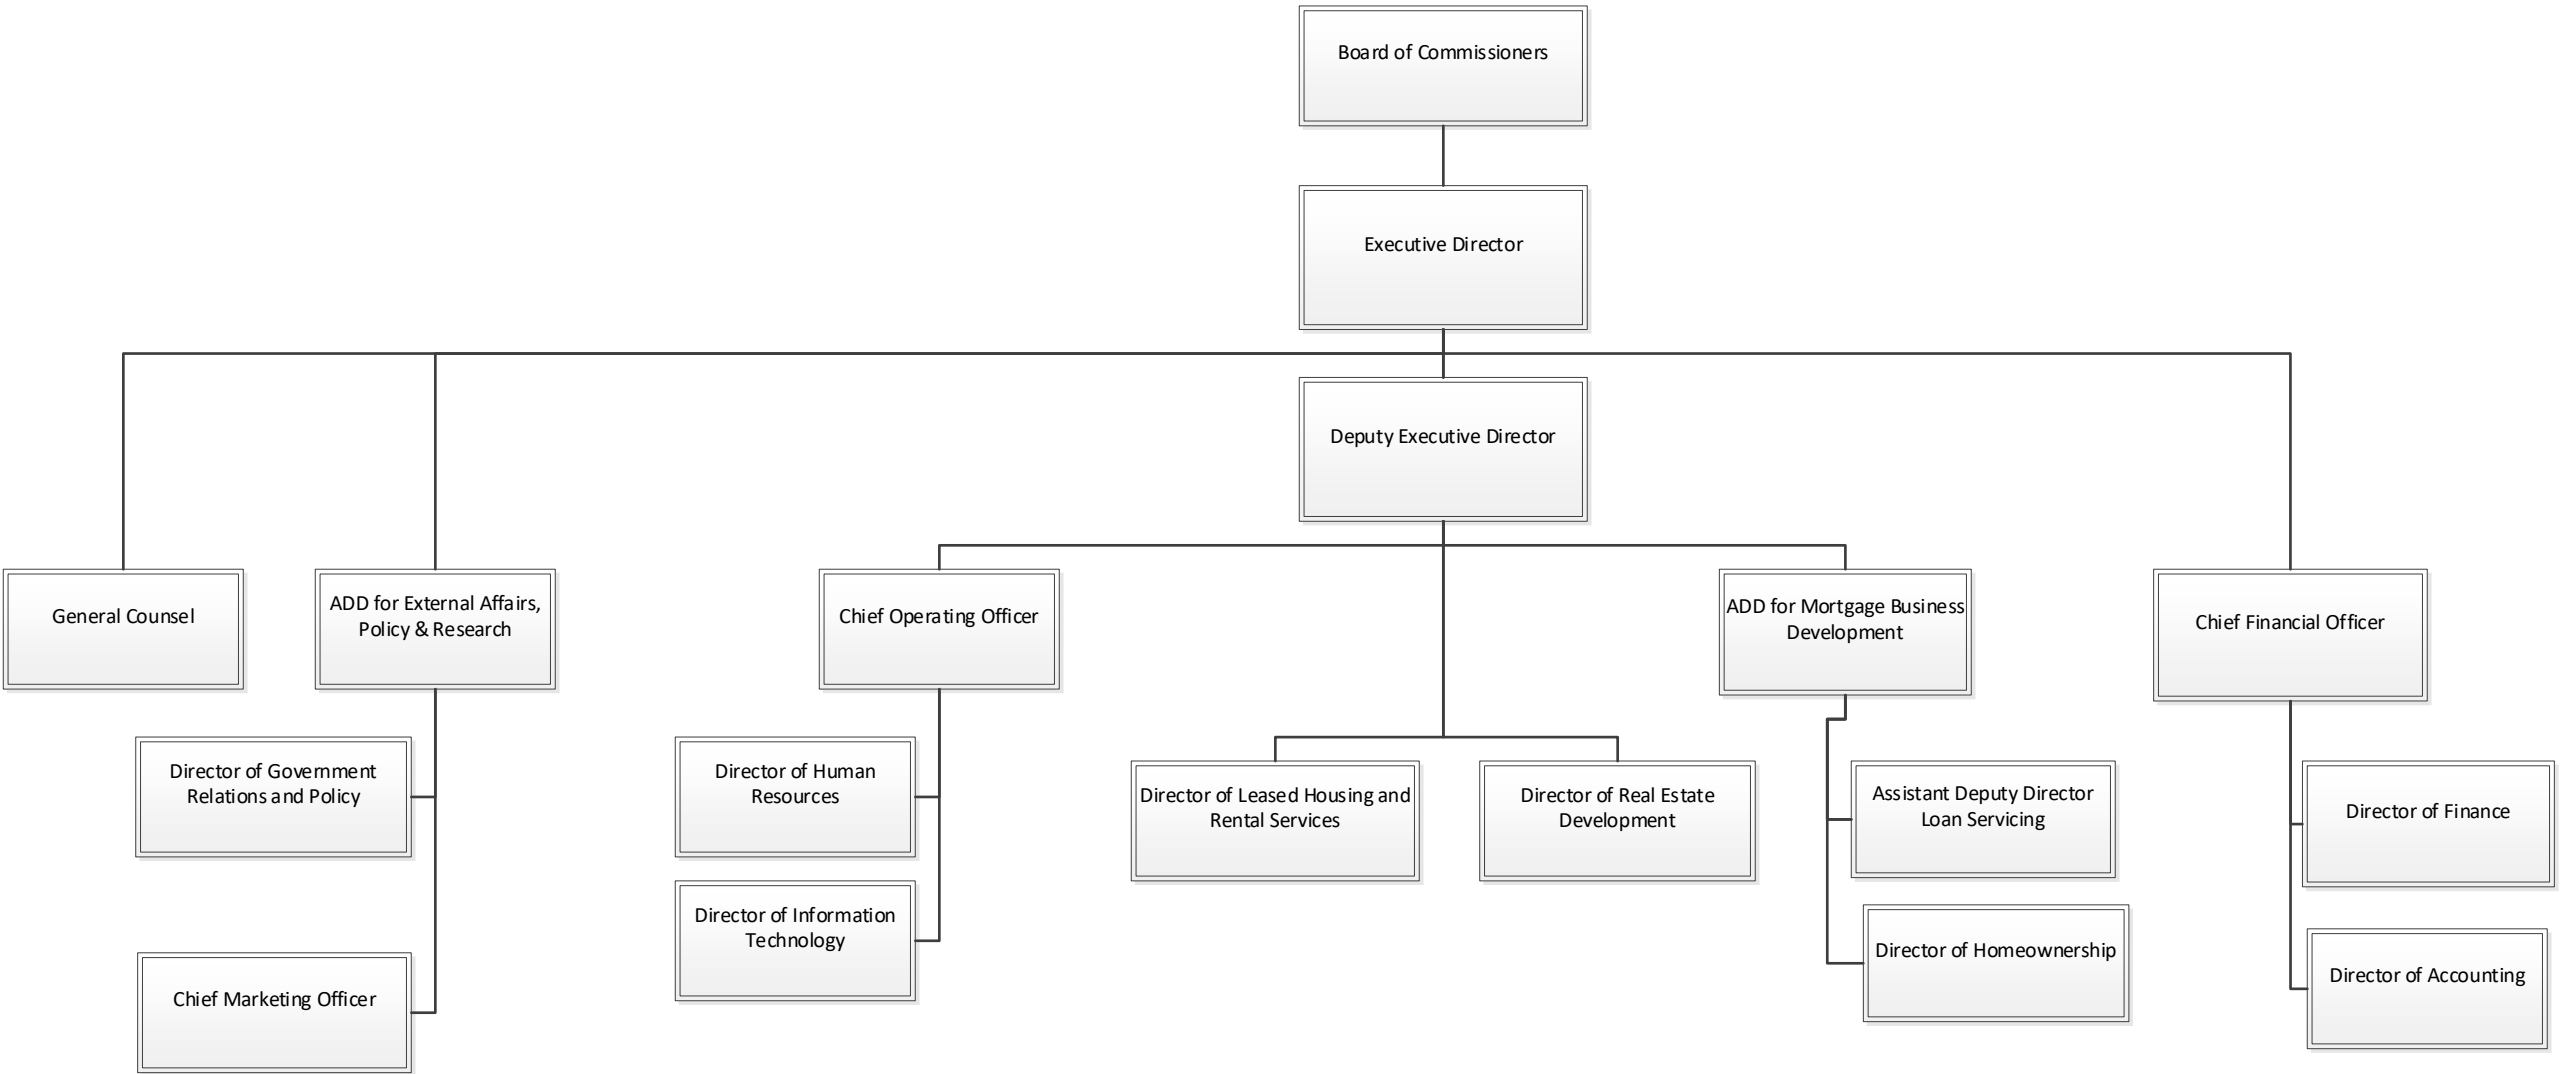 Board of Commissioners
Executive Director
Deputy Executive Director
General Counsel
ADD for External Affairs,
Policy & Research
Chief Operating Officer
ADD for Mortgage Business
Development
Chief Financial Officer
Director of Government
Relations and Policy
Director of Human
Resources
Director of Leased Housing and
Rental Services
Director of Real Estate
Development
Assistant Deputy Director
Loan Servicing
Director of Finance
Director of Information
Technology
Director of Homeownership
Director of Accounting
Chief Marketing Officer